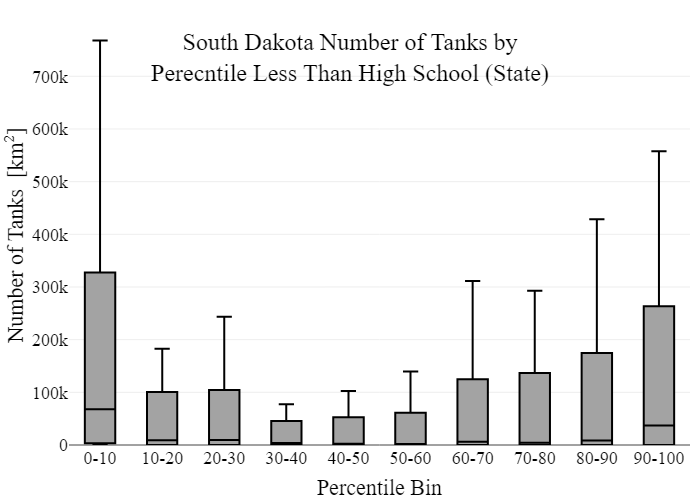 South Dakota Number of Tanks by
Perecntile Less Than High School (State)
Number of Tanks [km²]
700k
600k
500k
400k
300k
200k
100k
0
0-10 10-20 20-30 30-40 40-50 50-60 60-70 70-80 80-90 90-100
Percentile Bin